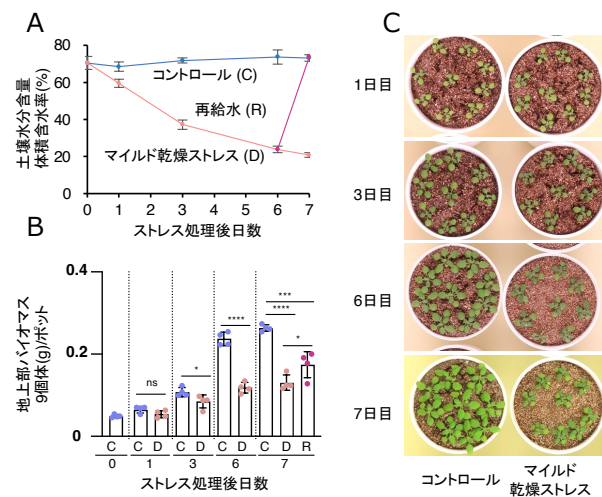 A
土壌水分含量
体積含水率(%)
80
60
40
20
0
コントロール (C)
再給水 (R)
マイルド乾燥ストレス (D)
0 1 3 6 7
ストレス処理後日数
B
地上部バイオマス
9個体(g)/ポット
0.4
0.2
0
ns
*
****
***
****
*
C C D C D C D C D R
0 1 3 6 7
ストレス処理後日数
C
1日目
3日目
6日目
7日目
コントロール
マイルド
乾燥ストレス